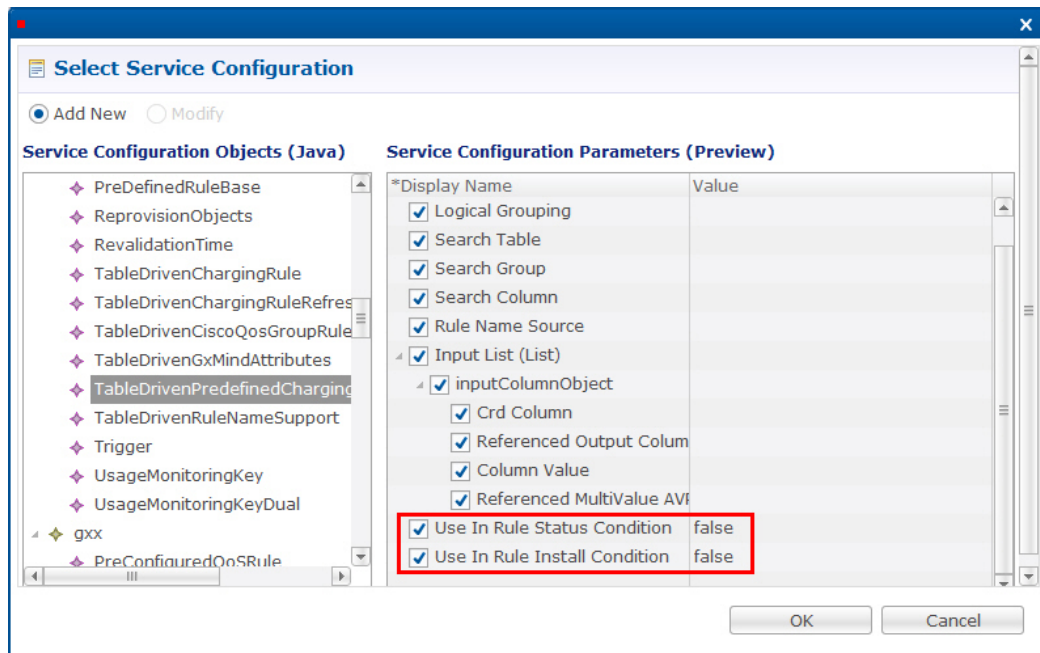 x
Select Service Configuration
Add New Modify
Service Configuration Objects (Java)
PreDefinedRuleBase
ReprovisionObjects
RevalidationTime
TableDrivenChargingRule
TableDrivenChargingRuleRefres
TableDrivenCiscoQosGroupRule
TableDrivenGxMindAttributes
TableDrivenPredefinedCharging
TableDrivenRuleNameSupport
Trigger
UsageMonitoringKey
UsageMonitoringKeyDual
gxx
PreConfiguredQoSRule
Service Configuration Parameters (Preview)
*Display Name Value
Logical Grouping
Search Table
Search Group
Search Column
Rule Name Source
Input List (List)
inputColumnObject
Crd Column
Referenced Output Colum
Column Value
Referenced MultiValue AVP
Use In Rule Status Condition false
Use In Rule Install Condition false
OK Cancel